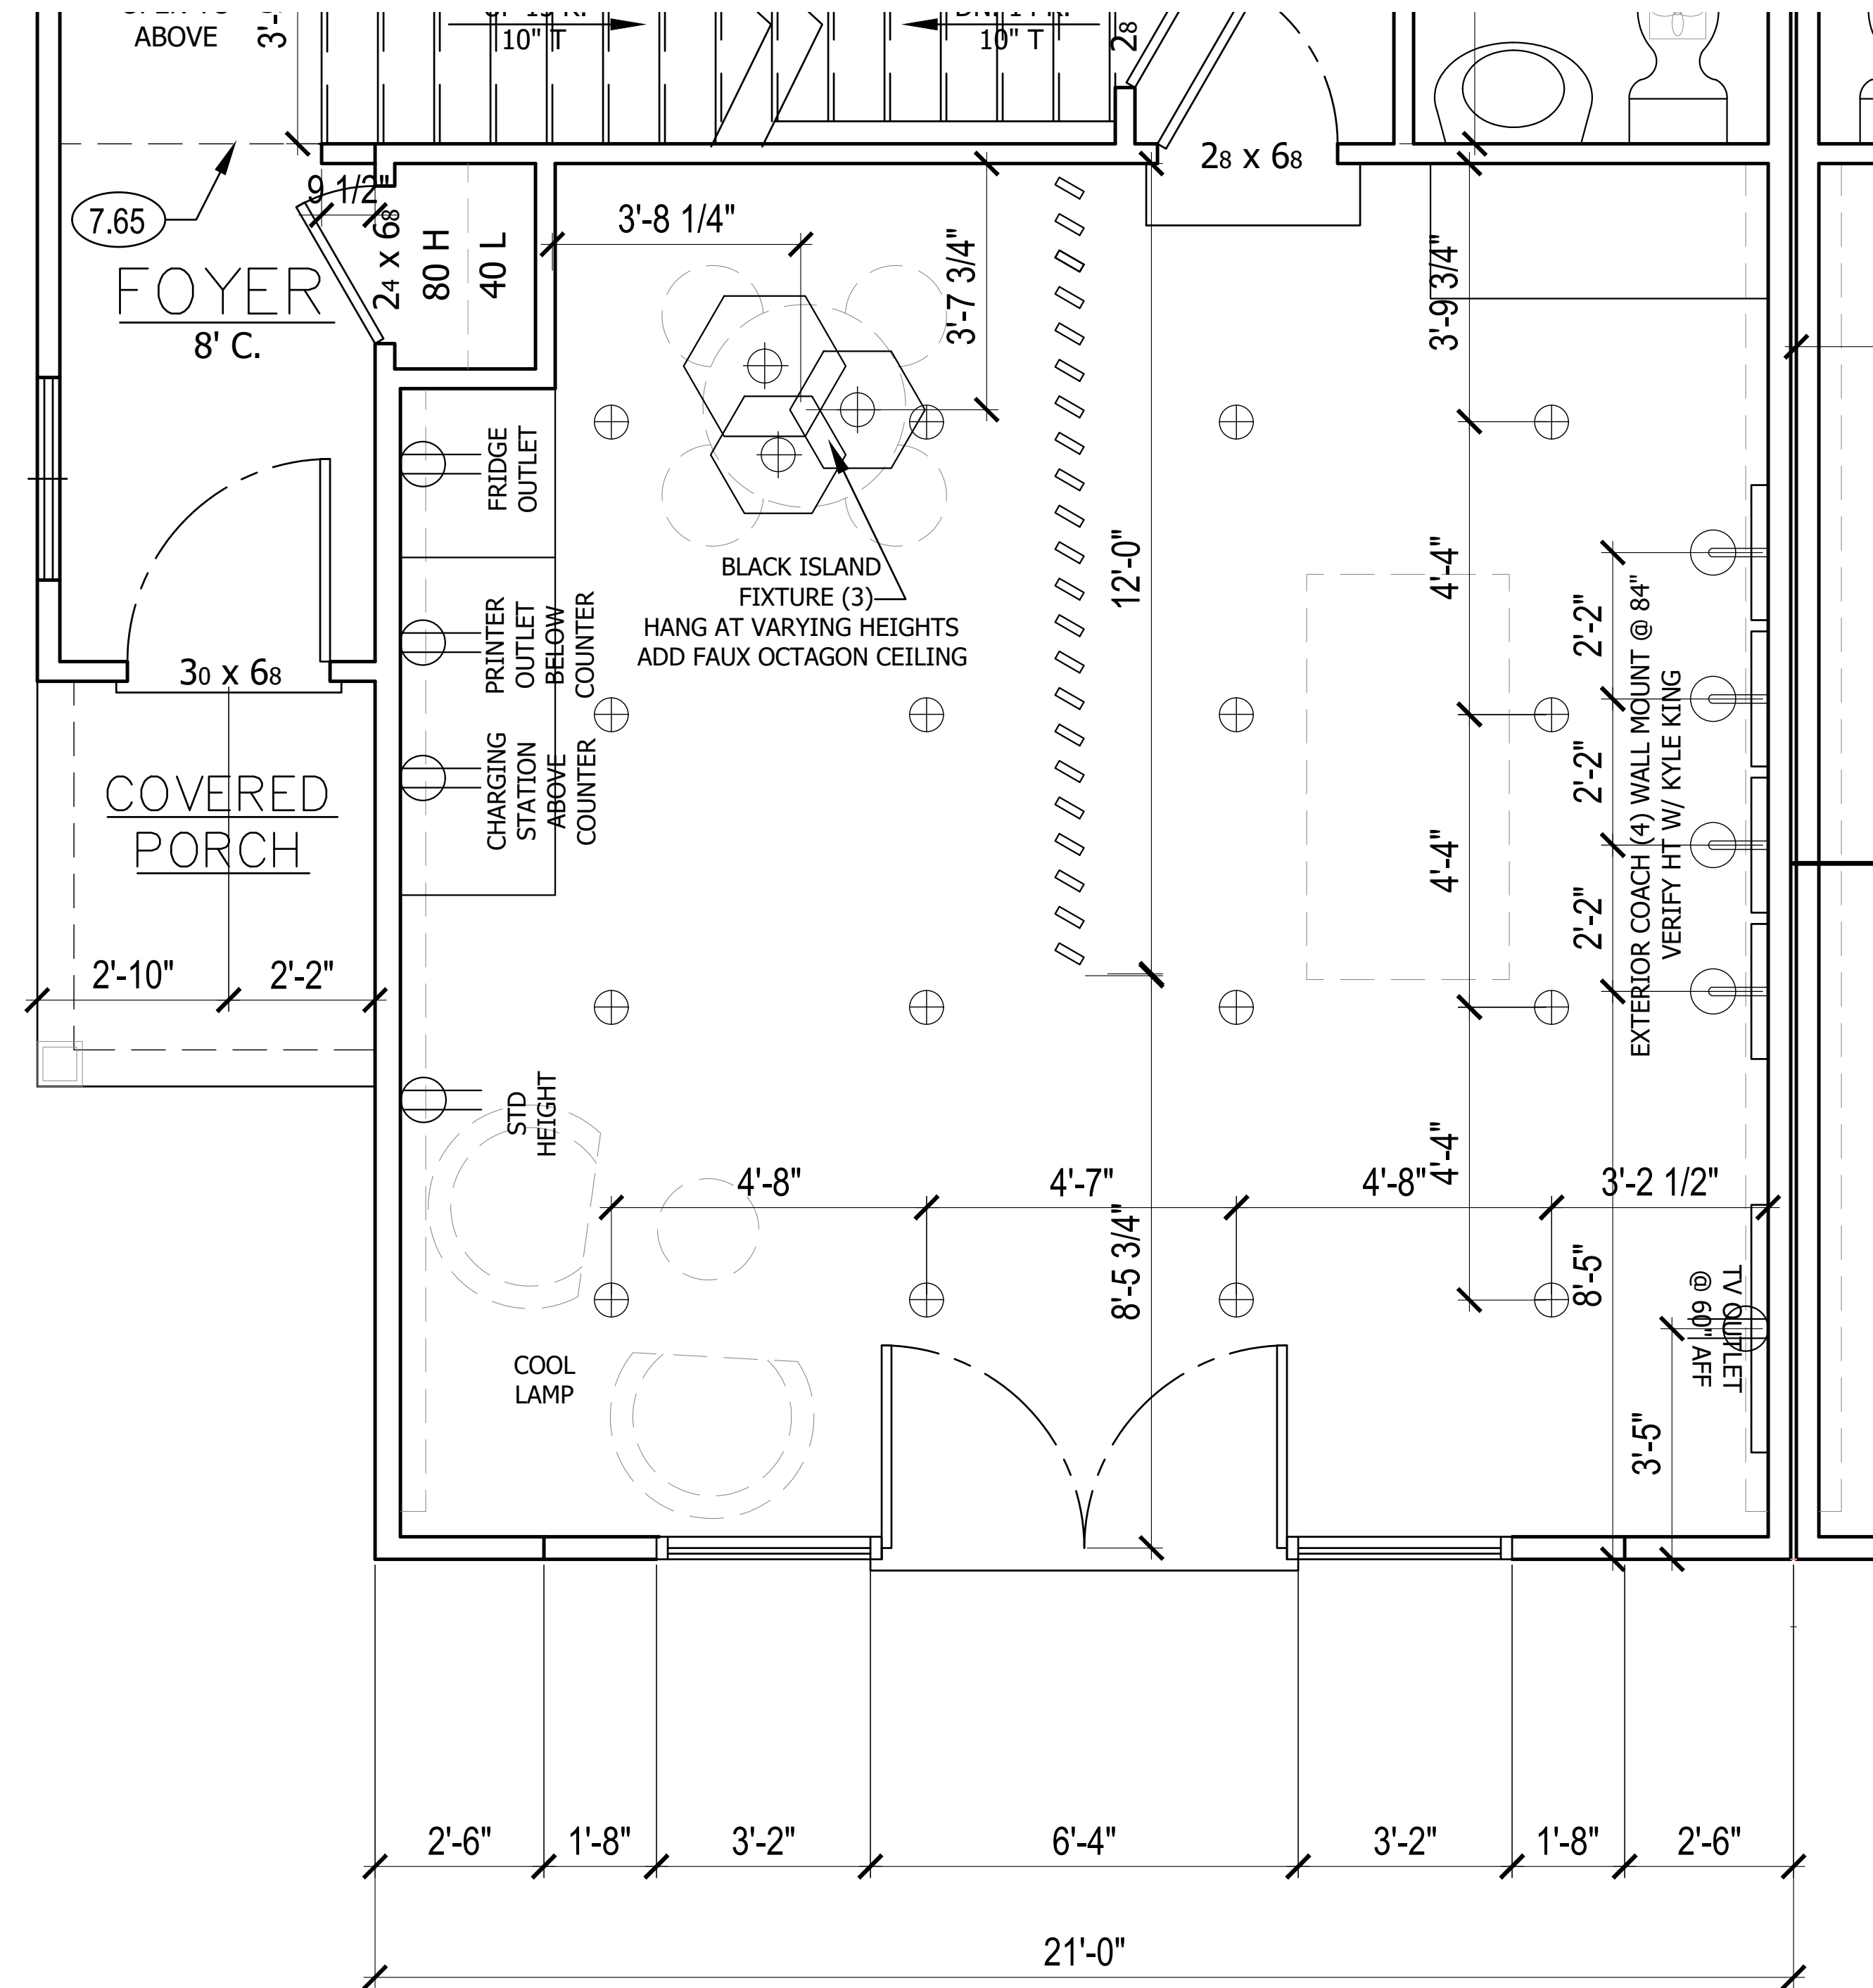 ABOVE
10" T
10" T
28
28 x 68
9 1/2"
7.65
FOYER
8' C.
24 x 68
80 H
40 L
3'-8 1/4"
3'-7 3/4"
3'-9 3/4"
FRIDGE
OUTLET
BLACK ISLAND
FIXTURE (3)
HANG AT VARYING HEIGHTS
ADD FAUX OCTAGON CEILING
12'-0"
4'-4"
2'-2"
EXTERIOR COACH (4) WALL MOUNT @ 84"
VERIFY HT W/ KYLE KING
PRINTER
OUTLET
BELOW
COUNTER
30 x 68
CHARGING
STATION
ABOVE
COUNTER
COVERED
PORCH
2'-2"
4'-4"
2'-2"
2'-10"
2'-2"
STD
HEIGHT
4'-8"
4'-7"
4'-8"
4'-4"
3'-2 1/2"
8'-5 3/4"
8'-5"
TV OUTLET
@ 60" AFF
COOL
LAMP
3'-5"
2'-6"
1'-8"
3'-2"
6'-4"
3'-2"
1'-8"
2'-6"
21'-0"